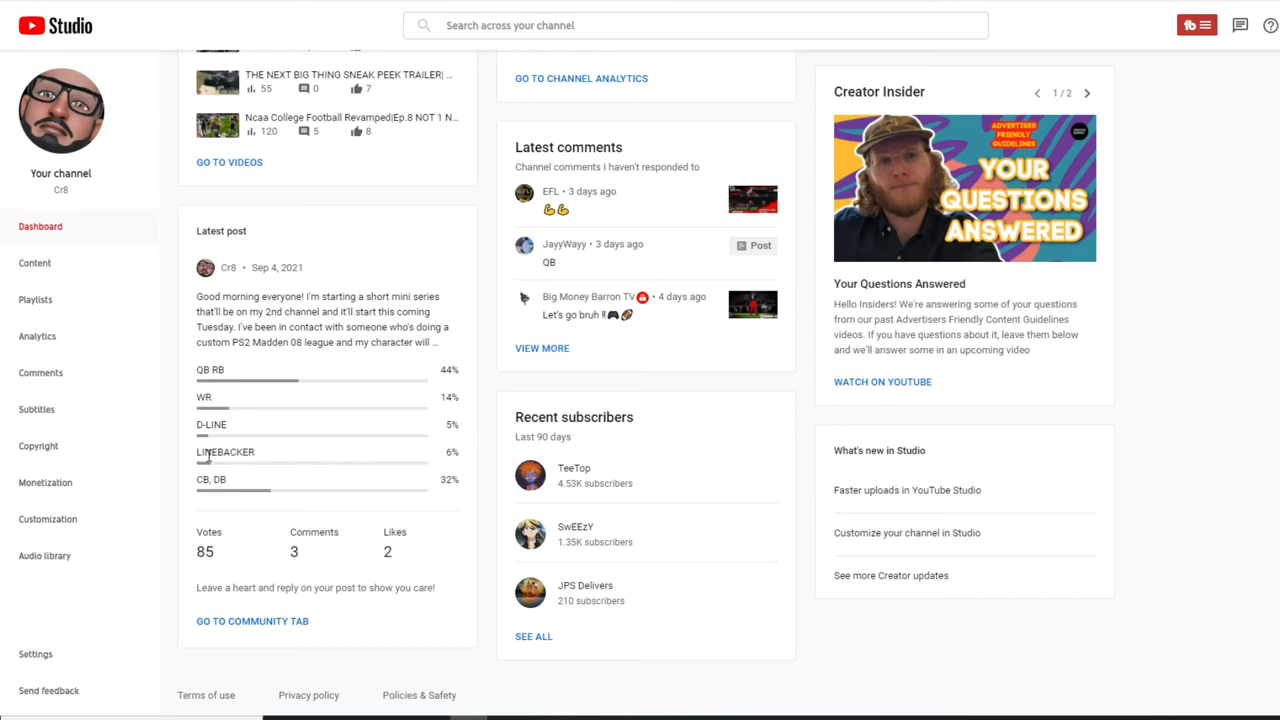 Studio
Search across your channel
Your channel
Cr8
Dashboard
Content
Playlists
Analytics
Comments
Subtitles
Copyright
Monetization
Customization
Audio library
Settings
Send feedback
THE NEXT BIG THING SNEAK PEEK TRAILER| ...
55 0 7
Ncaa College Football Revamped|Ep.8 NOT 1 N...
120 5 8
GO TO VIDEOS
Latest post
Cr8 • Sep 4, 2021
Good morning everyone! I'm starting a short mini series
that'll be on my 2nd channel and it'll start this coming
Tuesday. I've been in contact with someone who's doing a
custom PS2 Madden 08 league and my character will ...
QB RB 44%
WR 14%
D-LINE 5%
LINEBACKER 6%
CB, DB 32%
Votes Comments Likes
85 3 2
Leave a heart and reply on your post to show you care!
GO TO COMMUNITY TAB
GO TO CHANNEL ANALYTICS
Latest comments
Channel comments I haven't responded to
EFL • 3 days ago
💪💪
JayyWayy • 3 days ago
QB
Post
Big Money Barron TV • 4 days ago
Let's go bruh ‼🎮🏈
VIEW MORE
Recent subscribers
Last 90 days
TeeTop
4.53K subscribers
SwEEzY
1.35K subscribers
JPS Delivers
210 subscribers
SEE ALL
Creator Insider
1 / 2
ADVERTISER
FRIENDLY
GUIDELINES
YOUR
QUESTIONS
ANSWERED
Your Questions Answered
Hello Insiders! We're answering some of your questions
from our past Advertisers Friendly Content Guidelines
videos. If you have questions about it, leave them below
and we'll answer some in an upcoming video
WATCH ON YOUTUBE
What's new in Studio
Faster uploads in YouTube Studio
Customize your channel in Studio
See more Creator updates
Terms of use
Privacy policy
Policies & Safety